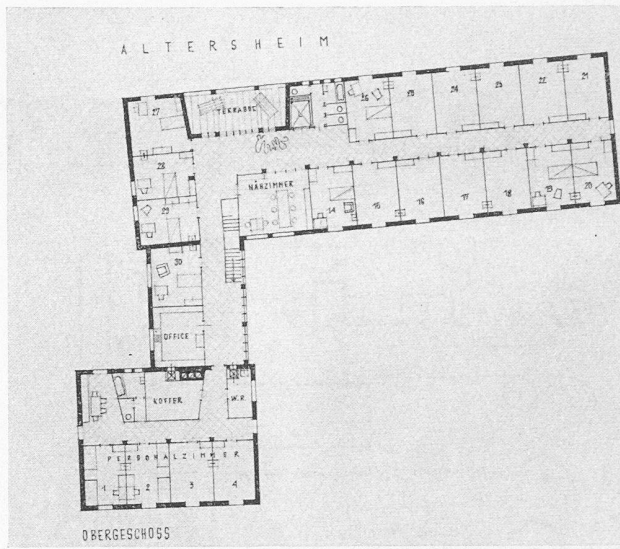 ALTERSHEIM
27
TERRASSE
26
25
24
23
22
21
28
NÄHZIMMER
29
14
15
16
17
18
19
20
30
OFFICE
KOFFER
W.R.
PERSONALZIMMER
1
2
3
4
OBERGESCHOSS